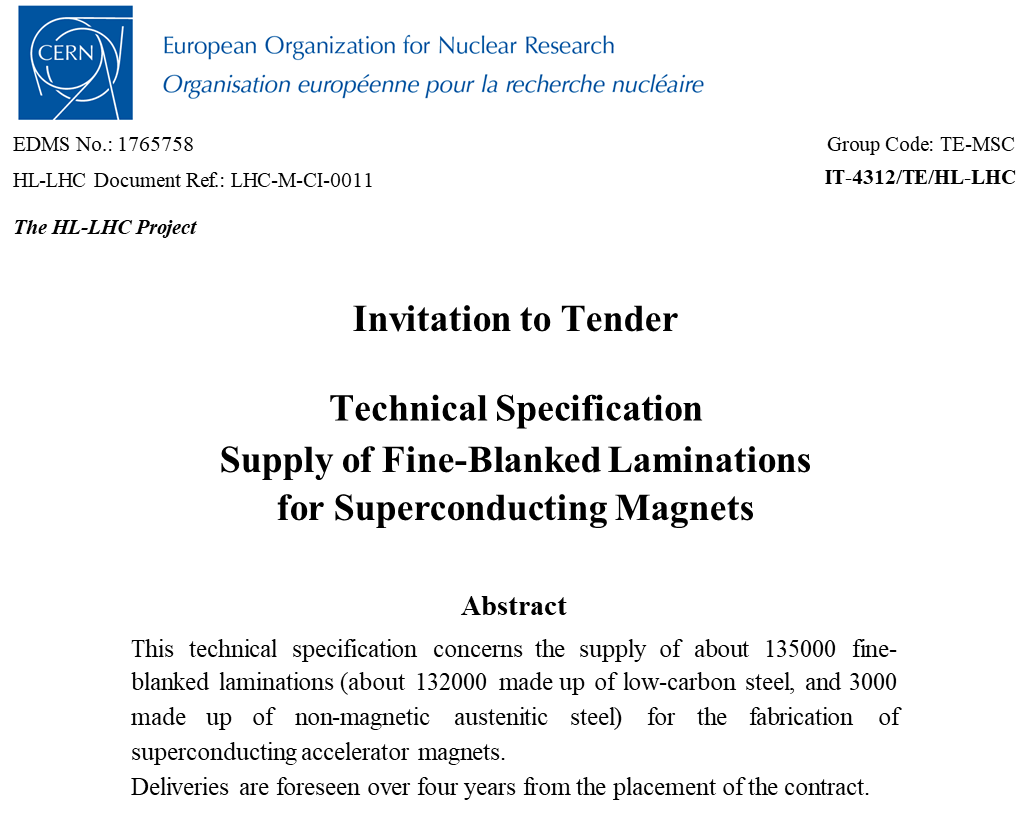 CERN
European Organization for Nuclear Research
Organisation européenne pour la recherche nucléaire
EDMS No.: 1765758
Group Code: TE-MSC
HL-LHC Document Ref.: LHC-M-CI-0011
IT-4312/TE/HL-LHC
The HL-LHC Project
Invitation to Tender
Technical Specification
Supply of Fine-Blanked Laminations
for Superconducting Magnets
Abstract
This technical specification concerns the supply of about 135000 fine-
blanked laminations (about 132000 made up of low-carbon steel, and 3000
made up of non-magnetic austenitic steel) for the fabrication of
superconducting accelerator magnets.
Deliveries are foreseen over four years from the placement of the contract.